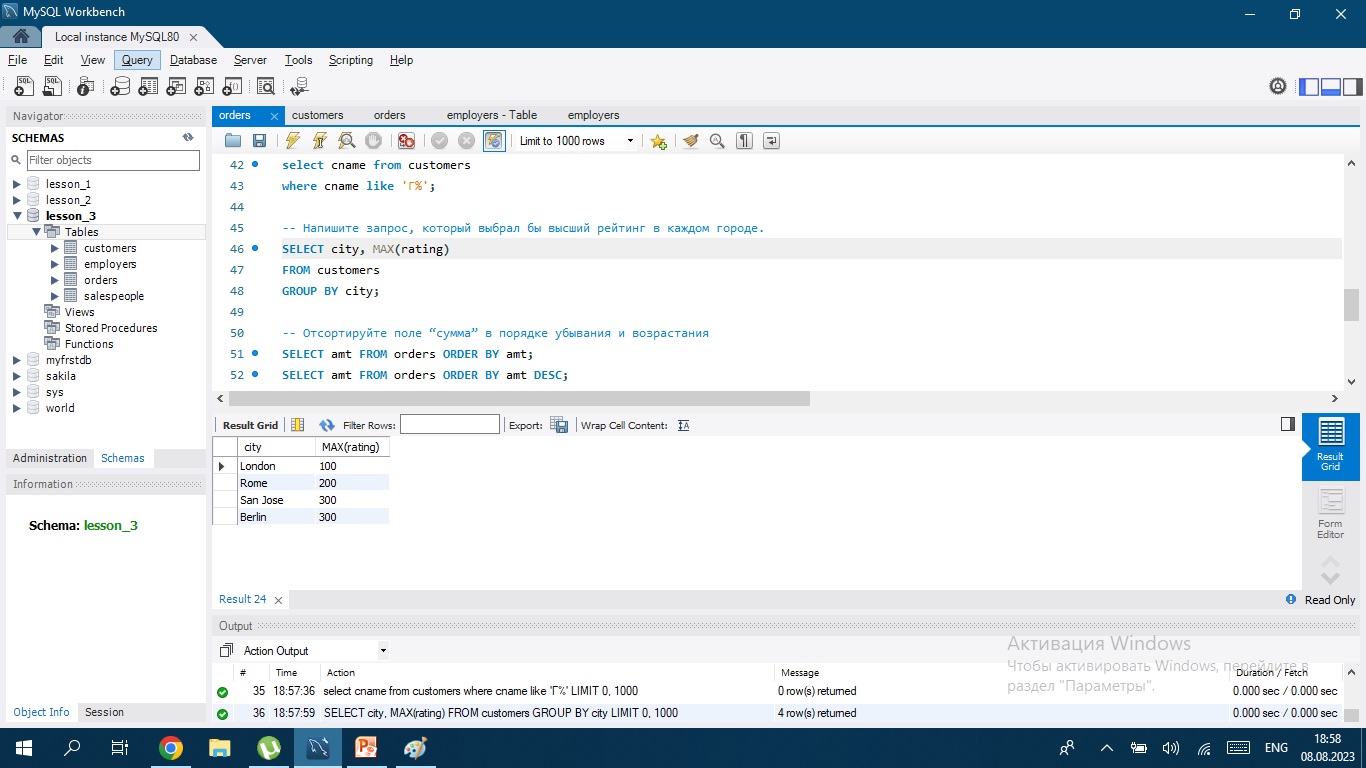 MySQL Workbench
Local instance MySQL80
File Edit View Query Database Server Tools Scripting Help
Navigator
SCHEMAS
Filter objects
lesson_1
lesson_2
lesson_3
Tables
customers
employers
orders
salespeople
Views
Stored Procedures
Functions
myfrstdb
sakila
sys
world
Administration Schemas
Information
Schema: lesson_3
Object Info Session
orders customers orders employers - Table employers
Limit to 1000 rows
42 select cname from customers
43 where cname like 'Г%';
44
45 -- Напишите запрос, который выбрал бы высший рейтинг в каждом городе.
46 SELECT city, MAX(rating)
47 FROM customers
48 GROUP BY city;
49
50 -- Отсортируйте поле “сумма” в порядке убывания и возрастания
51 SELECT amt FROM orders ORDER BY amt;
52 SELECT amt FROM orders ORDER BY amt DESC;
Result Grid Filter Rows: Export: Wrap Cell Content:
city MAX(rating)
London 100
Rome 200
San Jose 300
Berlin 300
Result Grid
Form Editor
Result 24
Read Only
Output
Action Output
# Time Action Message Duration / Fetch
35 18:57:36 select cname from customers where cname like 'Г%' LIMIT 0, 1000 0 row(s) returned 0.000 sec / 0.000 sec
36 18:57:59 SELECT city, MAX(rating) FROM customers GROUP BY city LIMIT 0, 1000 4 row(s) returned 0.000 sec / 0.000 sec
Активация Windows
Чтобы активировать Windows, перейдите в
раздел "Параметры".
ENG
18:58
08.08.2023